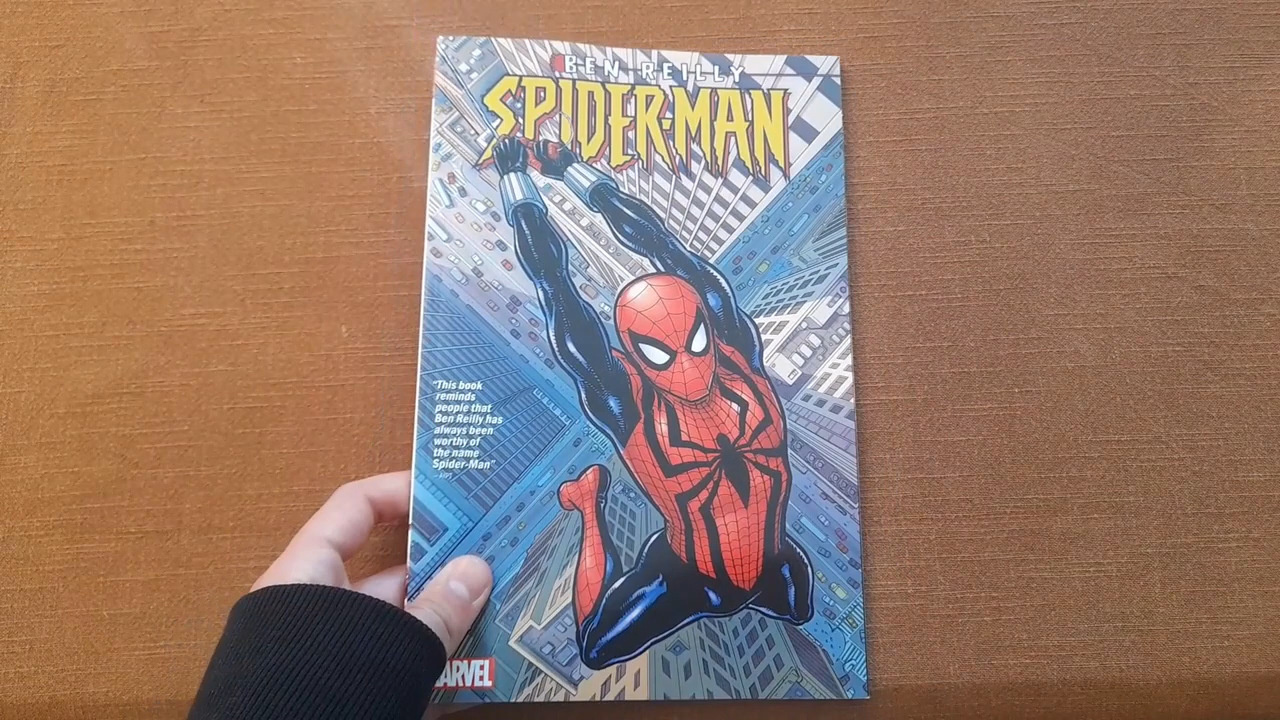 BEN REILLY
SPIDER-MAN
"This book
reminds
people that
Ben Reilly has
always been
worthy of
the name
Spider-Man"
MARVEL